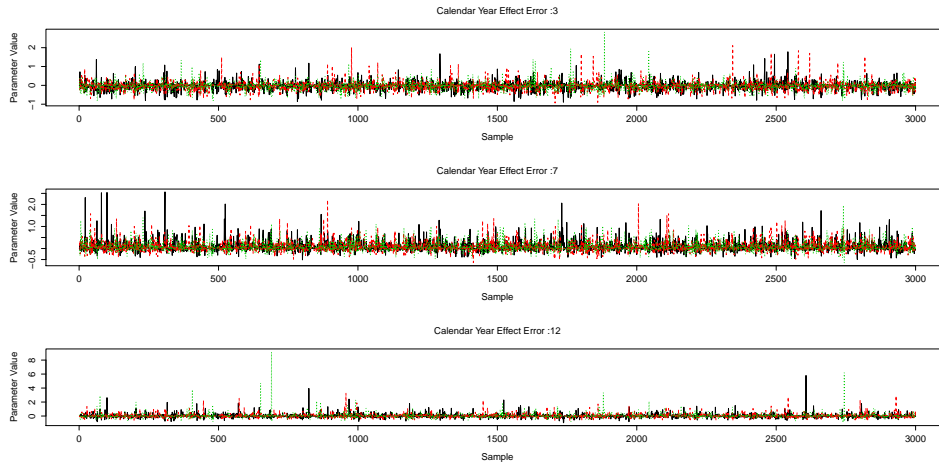 Calendar Year Effect Error :3
Parameter Value
−1 0 1 2
0 500 1000 1500 2000 2500 3000
Sample
Calendar Year Effect Error :7
Parameter Value
−0.5 1.0 2.0
0 500 1000 1500 2000 2500 3000
Sample
Calendar Year Effect Error :12
Parameter Value
0 2 4 6 8
0 500 1000 1500 2000 2500 3000
Sample